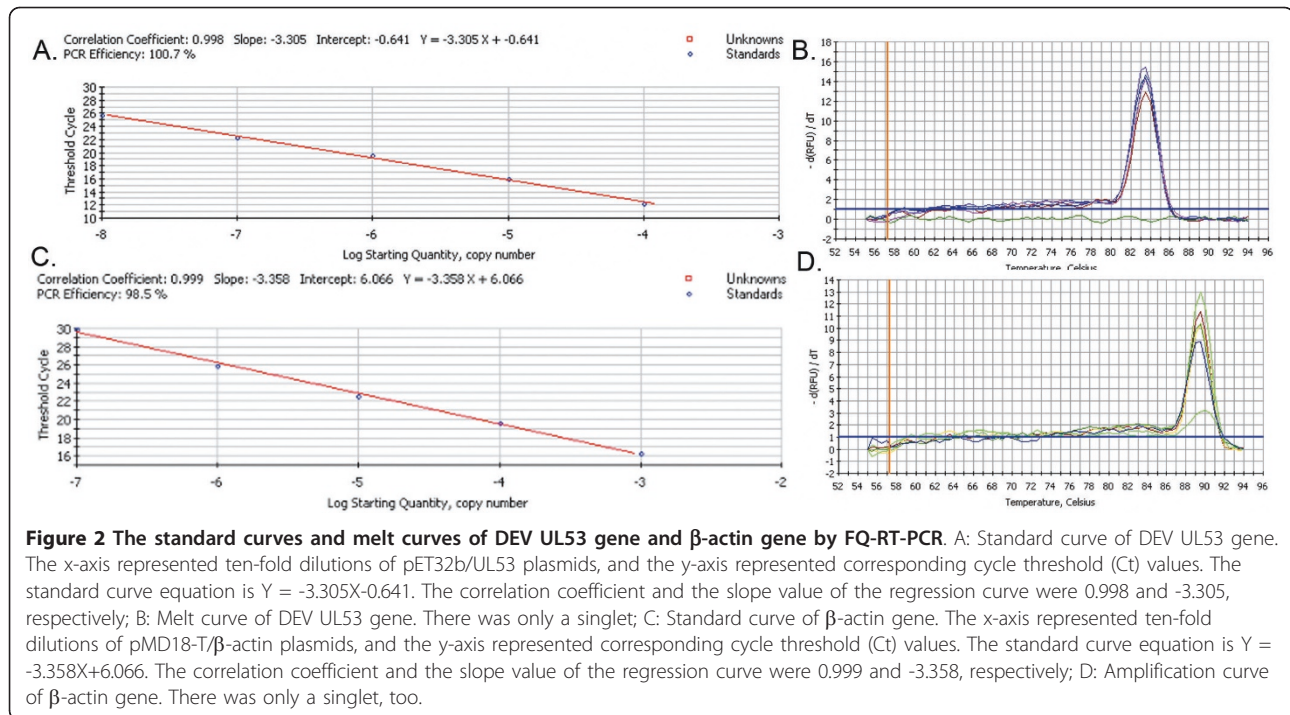 A.
Correlation Coefficient: 0.998 Slope: -3.305 Intercept: -0.641 Y = -3.305 X + -0.641
PCR Efficiency: 100.7 %
Unknowns
Standards
Threshold Cycle
30
28
26
24
22
20
18
16
14
12
10
-8 -7 -6 -5 -4 -3
Log Starting Quantity, copy number
B.
- d(RFU) / dT
18
16
14
12
10
8
6
4
2
0
-2
52 54 56 58 60 62 64 66 68 70 72 74 76 78 80 82 84 86 88 90 92 94 96
Temperature, Celsius
C.
Correlation Coefficient: 0.999 Slope: -3.358 Intercept: 6.066 Y = -3.358 X + 6.066
PCR Efficiency: 98.5 %
Unknowns
Standards
Threshold Cycle
30
28
26
24
22
20
18
16
-7 -6 -5 -4 -3 -2
Log Starting Quantity, copy number
D.
- d(RFU) / dT
14
13
12
11
10
9
8
7
6
5
4
3
2
1
0
-1
-2
52 54 56 58 60 62 64 66 68 70 72 74 76 78 80 82 84 86 88 90 92 94 96
Temperature, Celsius
Figure 2 The standard curves and melt curves of DEV UL53 gene and β-actin gene by FQ-RT-PCR. A: Standard curve of DEV UL53 gene.
The x-axis represented ten-fold dilutions of pET32b/UL53 plasmids, and the y-axis represented corresponding cycle threshold (Ct) values. The
standard curve equation is Y = -3.305X-0.641. The correlation coefficient and the slope value of the regression curve were 0.998 and -3.305,
respectively; B: Melt curve of DEV UL53 gene. There was only a singlet; C: Standard curve of β-actin gene. The x-axis represented ten-fold
dilutions of pMD18-T/β-actin plasmids, and the y-axis represented corresponding cycle threshold (Ct) values. The standard curve equation is Y =
-3.358X+6.066. The correlation coefficient and the slope value of the regression curve were 0.999 and -3.358, respectively; D: Amplification curve
of β-actin gene. There was only a singlet, too.